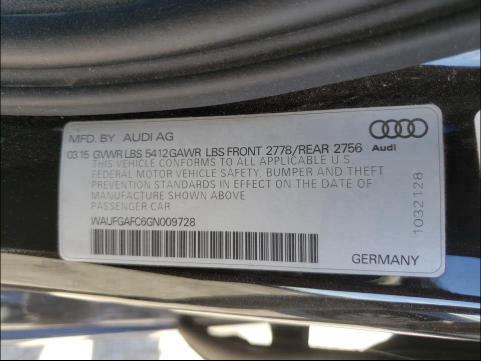 MFD. BY AUDI AG
03.15 GVWR LBS 5412 GAWR LBS FRONT 2778/REAR 2756
THIS VEHICLE CONFORMS TO ALL APPLICABLE U.S.
FEDERAL MOTOR VEHICLE SAFETY, BUMPER AND THEFT
PREVENTION STANDARDS IN EFFECT ON THE DATE OF
MANUFACTURE SHOWN ABOVE.
PASSENGER CAR
WAUFGAFC6GN009728
GERMANY
Audi
1032128